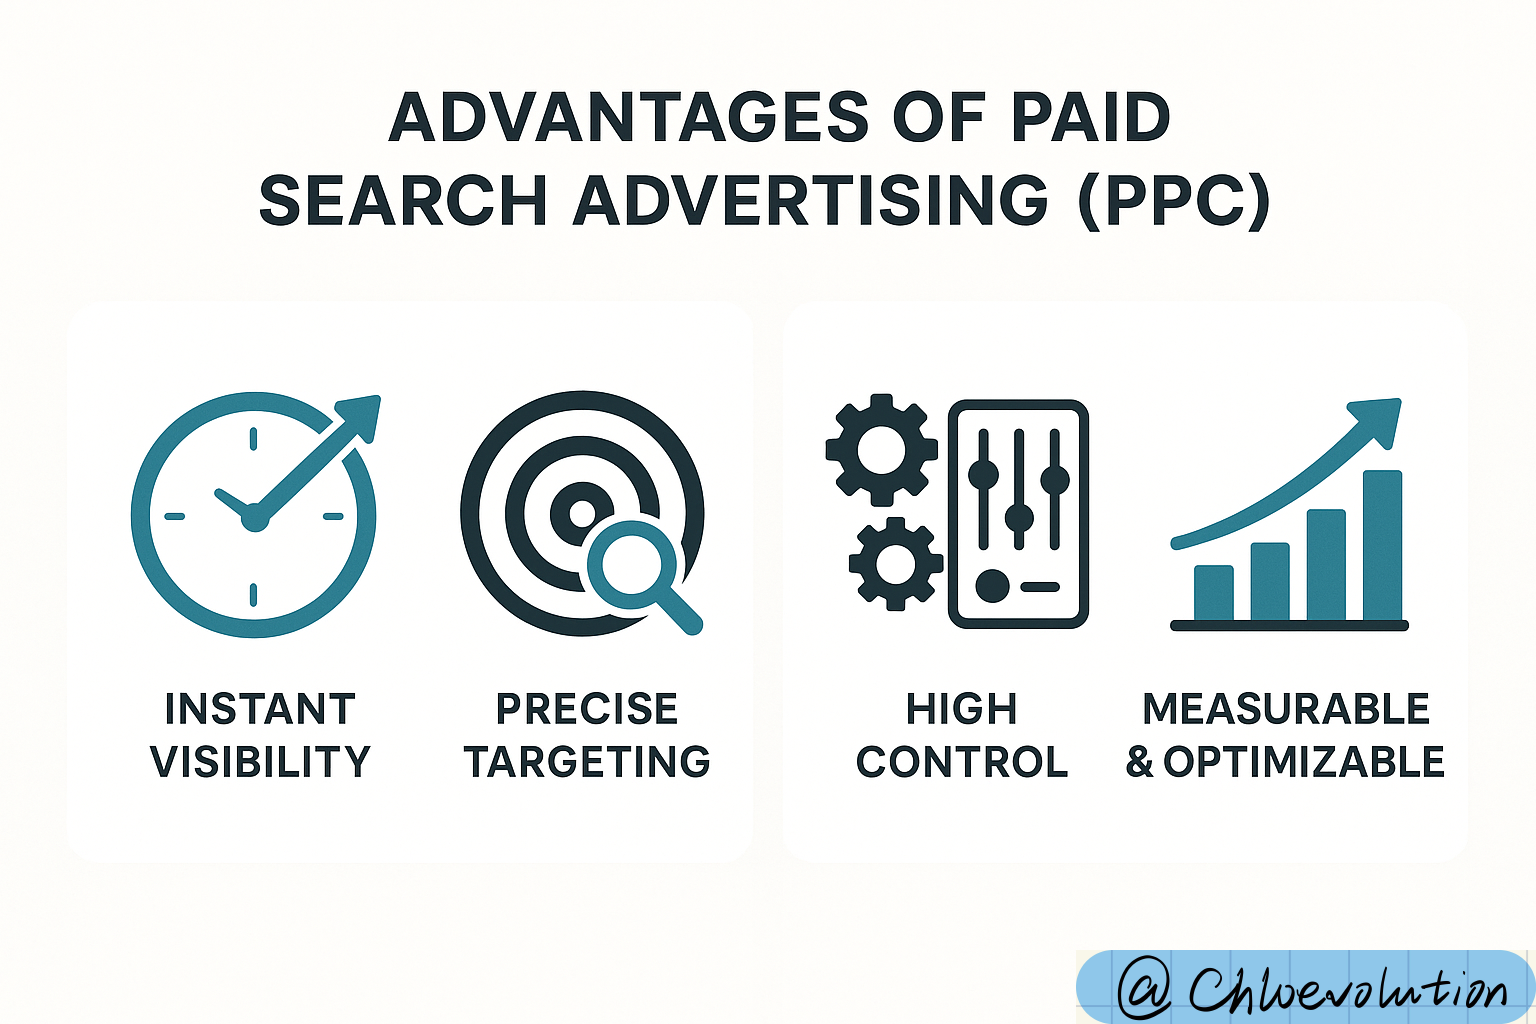 ADVANTAGES OF PAID
SEARCH ADVERTISING (PPC)
INSTANT
VISIBILITY
PRECISE
TARGETING
HIGH
CONTROL
MEASURABLE
& OPTIMIZABLE
@ Chloevolution